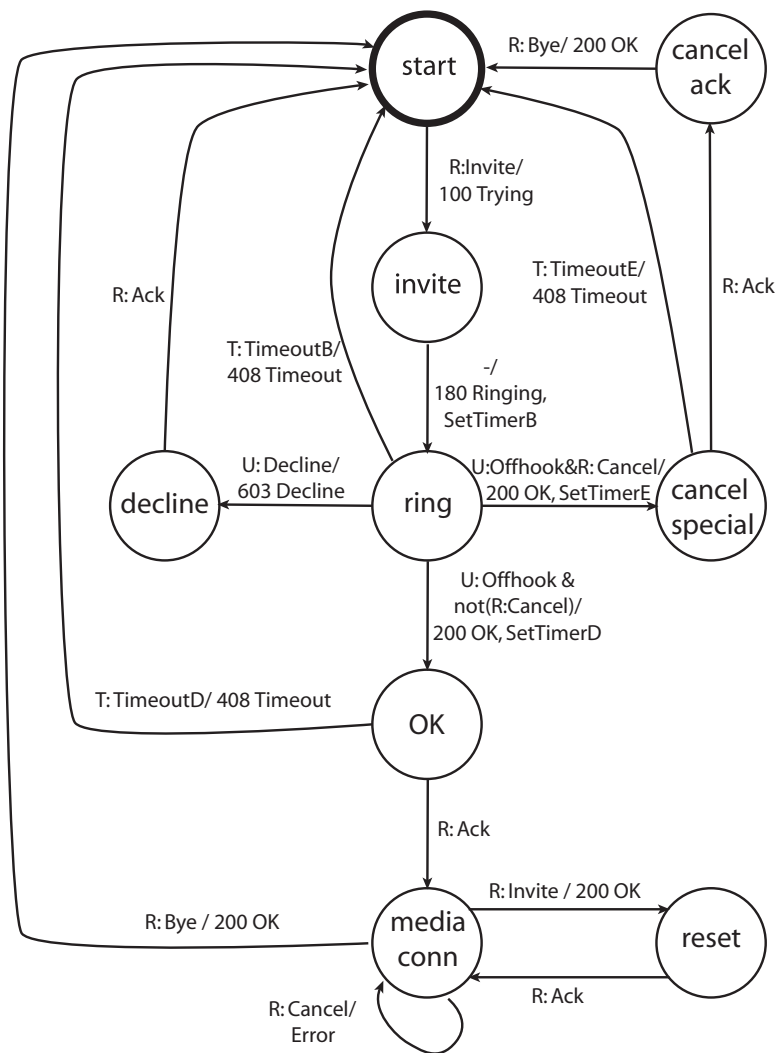 start
R: Bye/ 200 OK
cancel
ack
R:Invite/
100 Trying
invite
T: TimeoutE/
408 Timeout
R: Ack
R: Ack
T: TimeoutB/
408 Timeout
-/
180 Ringing,
SetTimerB
decline
U: Decline/
603 Decline
ring
U:Offhook&R: Cancel/
200 OK, SetTimerE
cancel
special
U: Offhook &
not(R:Cancel)/
200 OK, SetTimerD
T: TimeoutD/ 408 Timeout
OK
R: Ack
R: Bye / 200 OK
media
conn
R: Invite / 200 OK
reset
R: Ack
R: Cancel/
Error